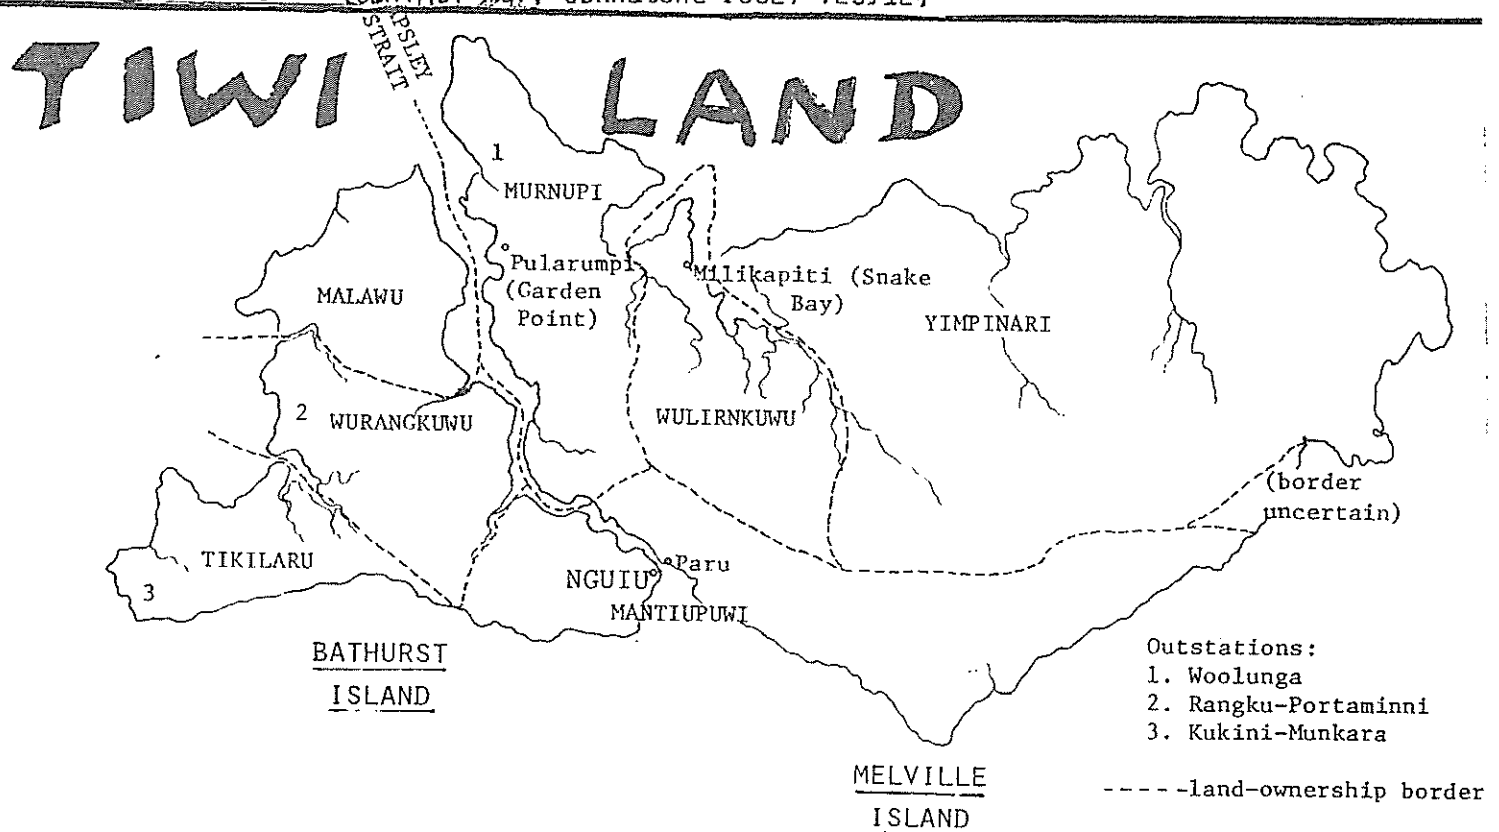 TIWI LAND
APSLEY
STRAIT
1
MURNUPI
Pularumpi
(Garden
Point)
Milikapiti (Snake
Bay)
MALAWU
YIMPINARI
2
WURANGKUWU
WULIRNKUWU
(border
uncertain)
TIKILARU
3
NGUIU
Paru
MANTIUPUWI
BATHURST
ISLAND
MELVILLE
ISLAND
Outstations:
1. Woolunga
2. Rangku-Portaminni
3. Kukini-Munkara
-----land-ownership border